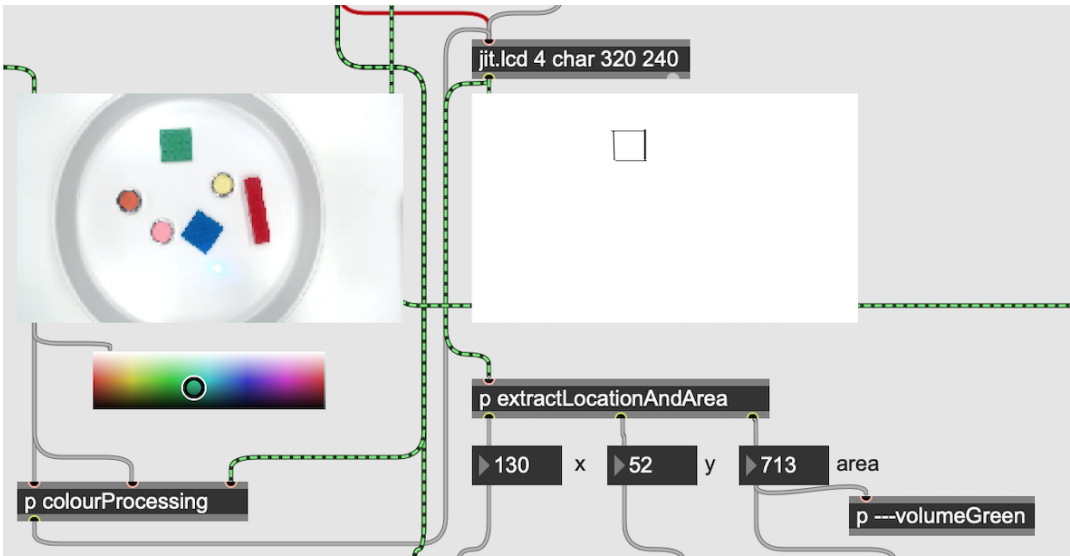 jit.lcd 4 char 320 240
p extractLocationAndArea
130 x 52 y 713 area
p colourProcessing
p ---volumeGreen